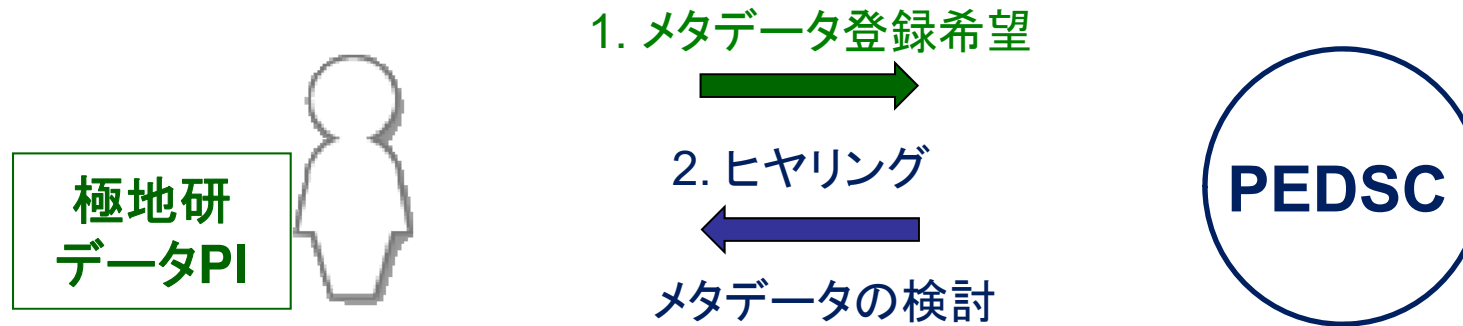 1. メタデータ登録希望
2. ヒヤリング
極地研
データPI
PEDSC
メタデータの検討